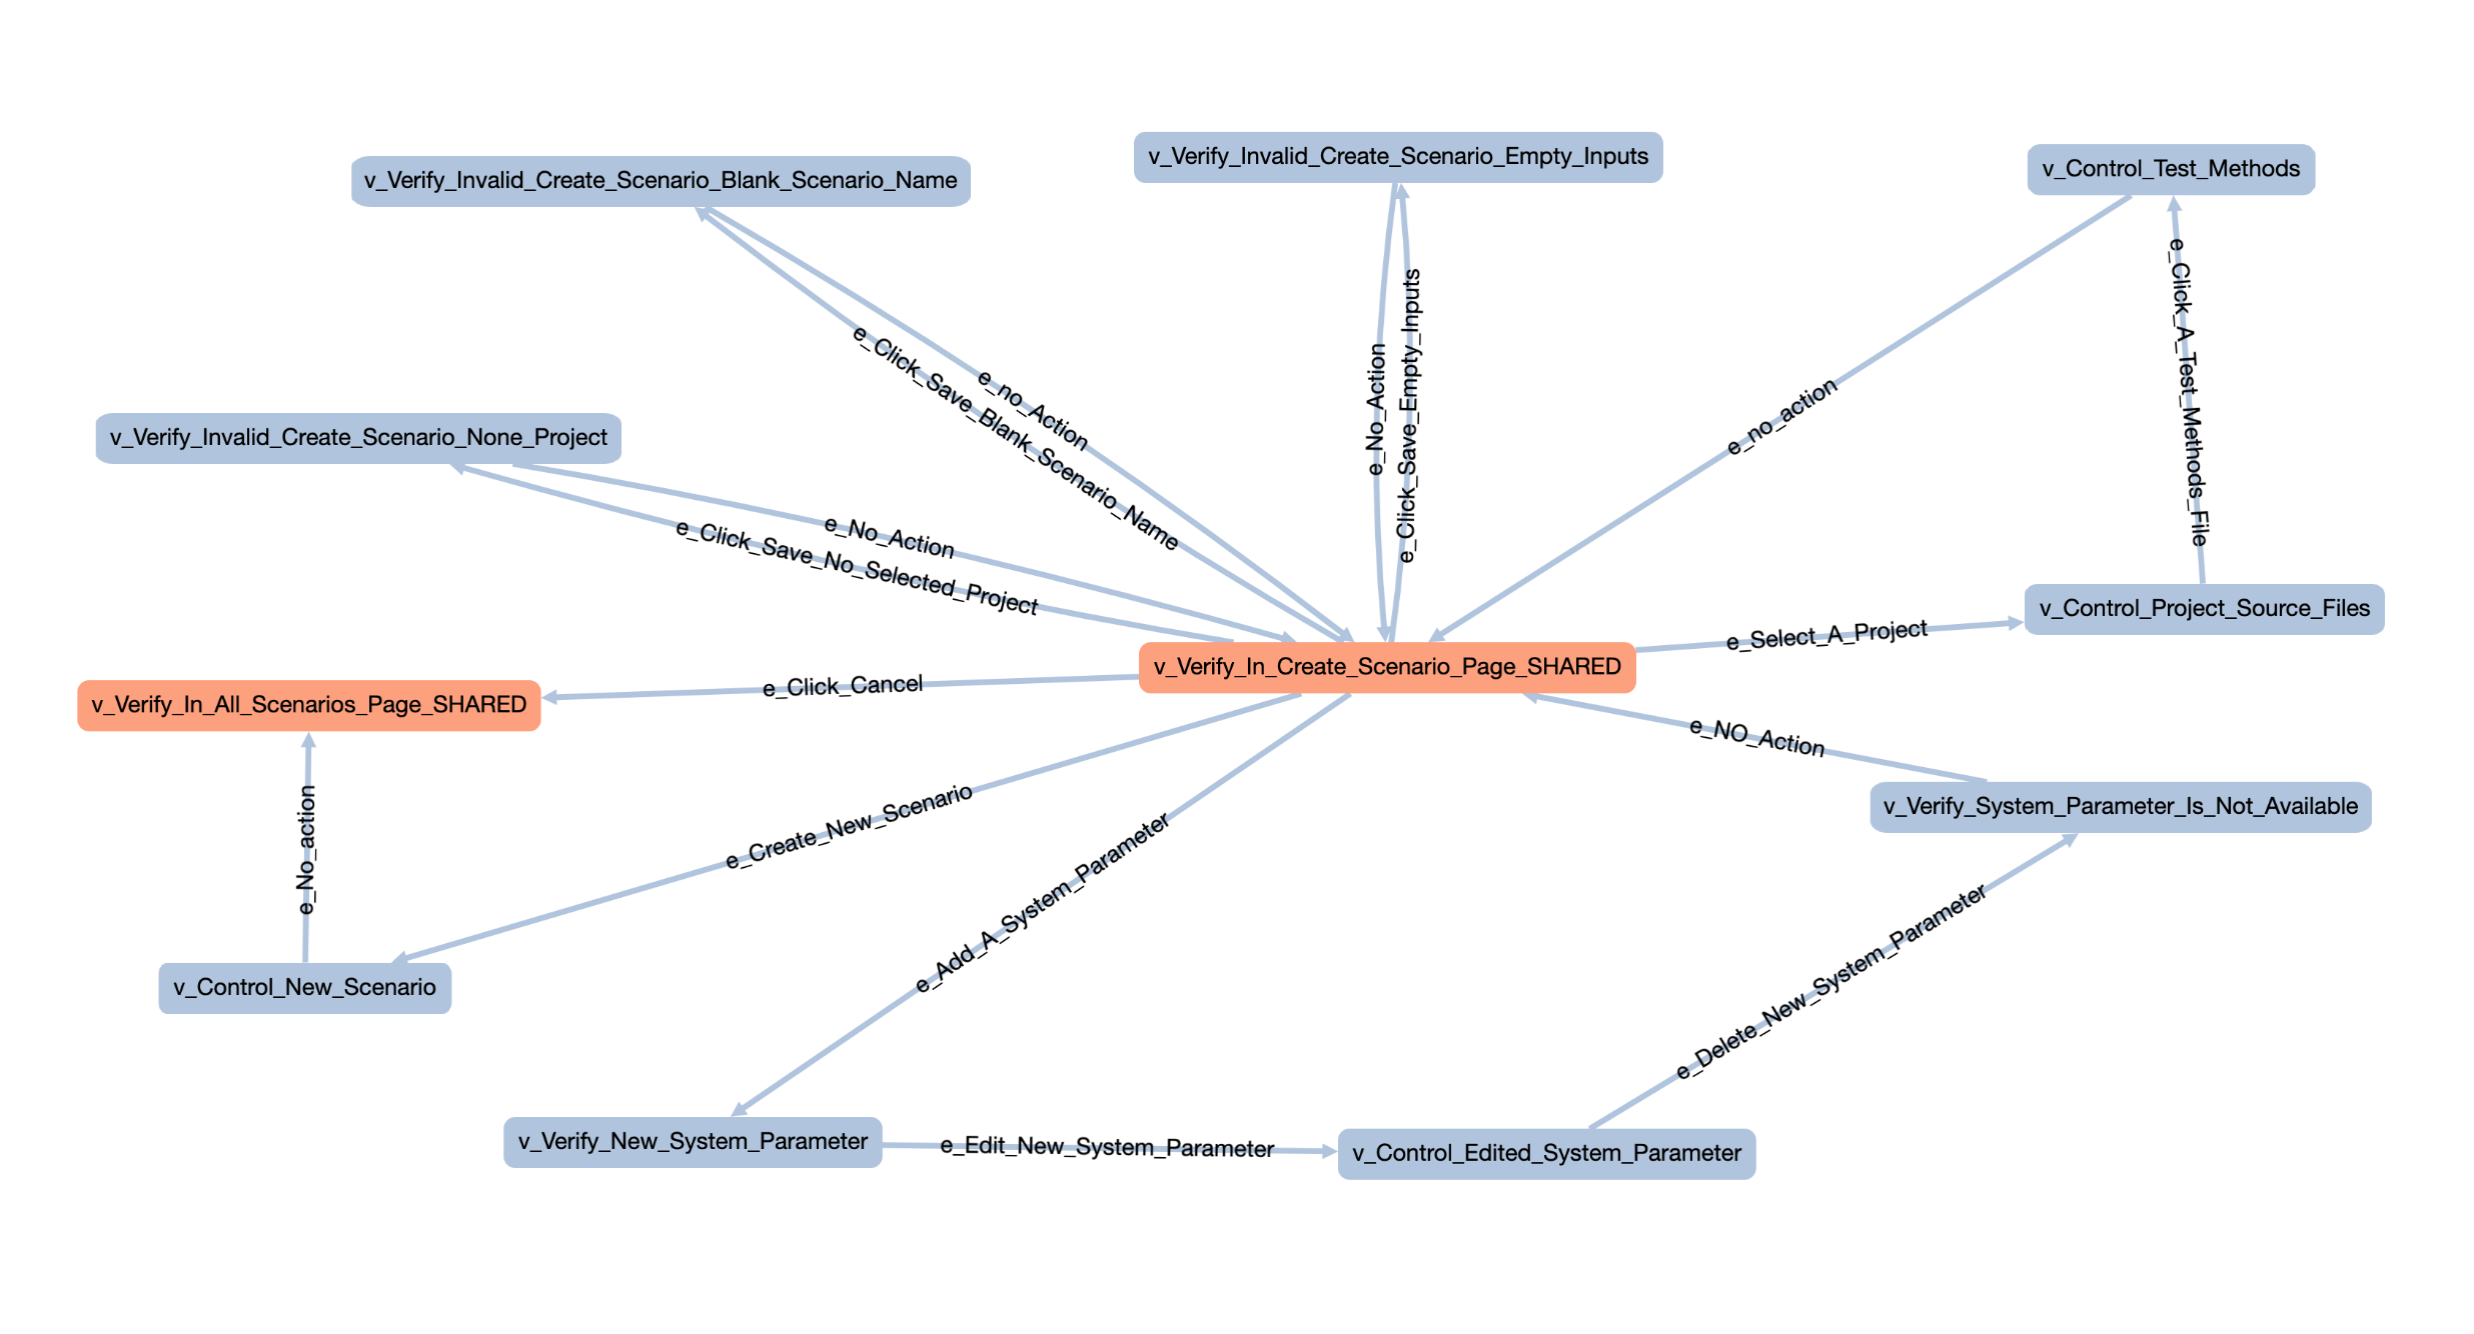 v_Verify_Invalid_Create_Scenario_Empty_Inputs
v_Control_Test_Methods
v_Verify_Invalid_Create_Scenario_Blank_Scenario_Name
e_Click_A_Test_Methods_File
e_Click_Save_Empty_Inputs
e_No_Action
e_Click_Save_Blank_Scenario_Name
e_no_Action
e_no_action
v_Verify_Invalid_Create_Scenario_None_Project
e_No_Action
e_Click_Save_No_Selected_Project
v_Control_Project_Source_Files
e_Select_A_Project
v_Verify_In_Create_Scenario_Page_SHARED
e_Click_Cancel
v_Verify_In_All_Scenarios_Page_SHARED
e_NO_Action
e_Create_New_Scenario
v_Verify_System_Parameter_Is_Not_Available
e_No_action
e_Add_A_System_Parameter
e_Delete_New_System_Parameter
v_Control_New_Scenario
v_Verify_New_System_Parameter
e_Edit_New_System_Parameter
v_Control_Edited_System_Parameter